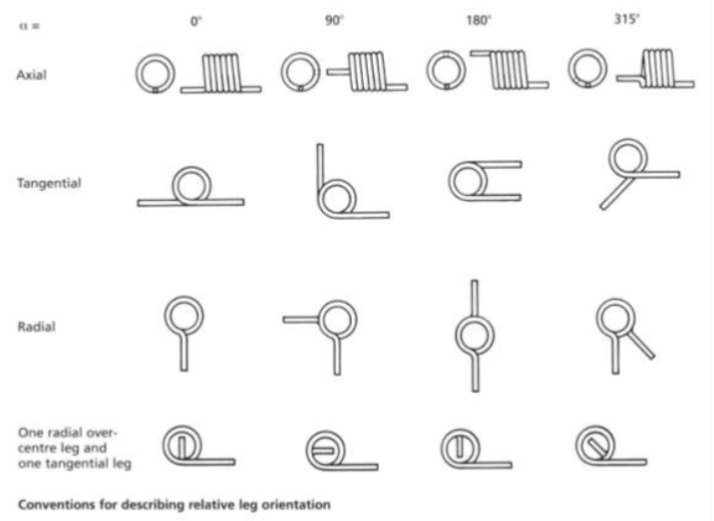 α =
0°
90°
180°
315°
Axial
Tangential
Radial
One radial over-
centre leg and
one tangential leg
Conventions for describing relative leg orientation